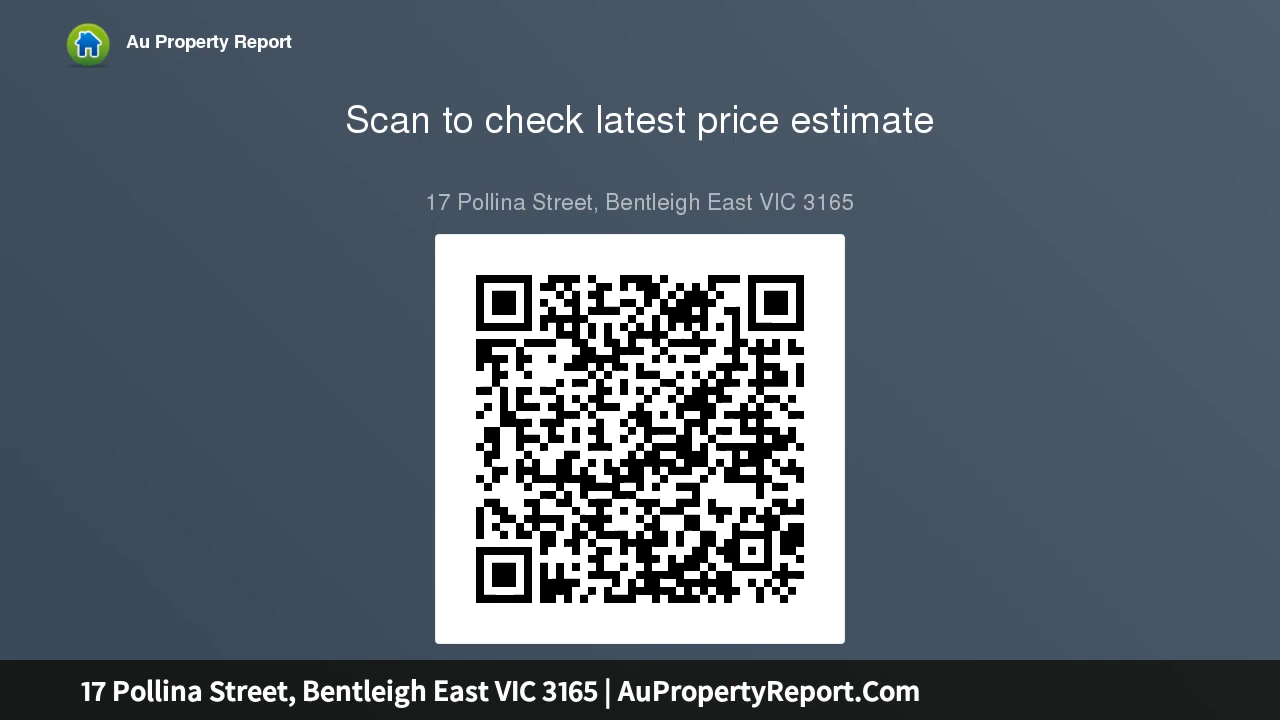 Au Property Report
Scan to check latest price estimate
17 Pollina Street, Bentleigh East VIC 3165
17 Pollina Street, Bentleigh East VIC 3165 | AuPropertyReport.Com